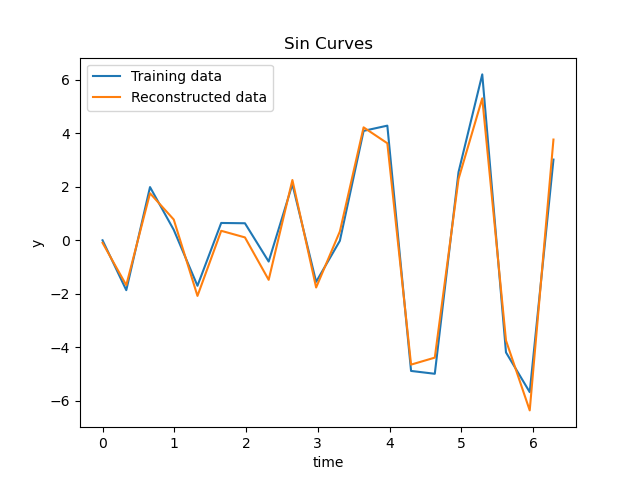 Sin Curves
Training data
Reconstructed data
6
4
2
0
−2
−4
−6
y
0 1 2 3 4 5 6
time